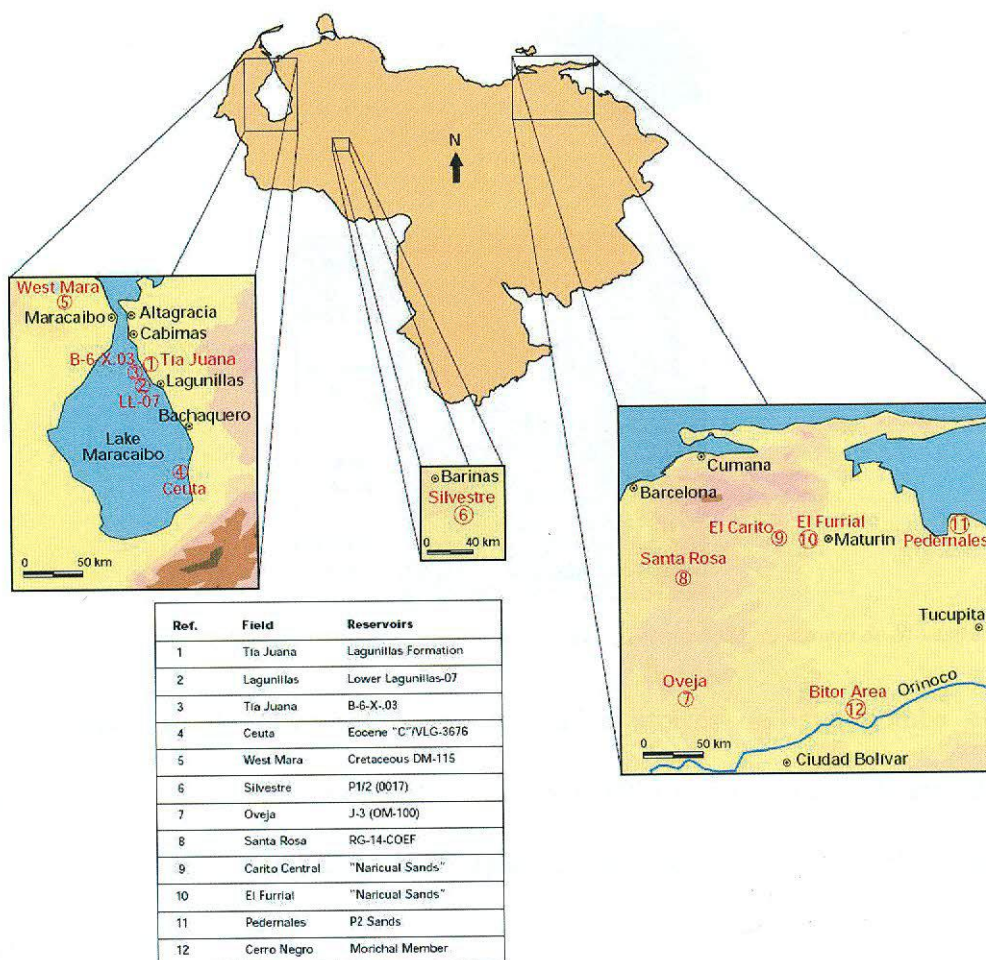 N
West Mara
5
Maracaibo
Altagracia
Cabimas
B-6-X.03
1
Tía Juana
3
2
Lagunillas
LL-07
Bachaquero
Lake
Maracaibo
4
Ceuta
0 50 km
Barinas
Silvestre
6
0 40 km
Cumana
Barcelona
El Carito
9
El Furrial
10
Maturin
11
Pedernales
Santa Rosa
8
Tucupita
Oveja
7
Bitor Area
12
Orinoco
0 50 km
Ciudad Bolívar
Ref. Field Reservoirs
1 Tía Juana Lagunillas Formation
2 Lagunillas Lower Lagunillas-07
3 Tía Juana B-6-X-.03
4 Ceuta Eocene "C"/VLG-3676
5 West Mara Cretaceous DM-115
6 Silvestre P1/2 (0017)
7 Oveja J-3 (OM-100)
8 Santa Rosa RG-14-COEF
9 Carito Central "Naricual Sands"
10 El Furrial "Naricual Sands"
11 Pedernales P2 Sands
12 Cerro Negro Morichal Member